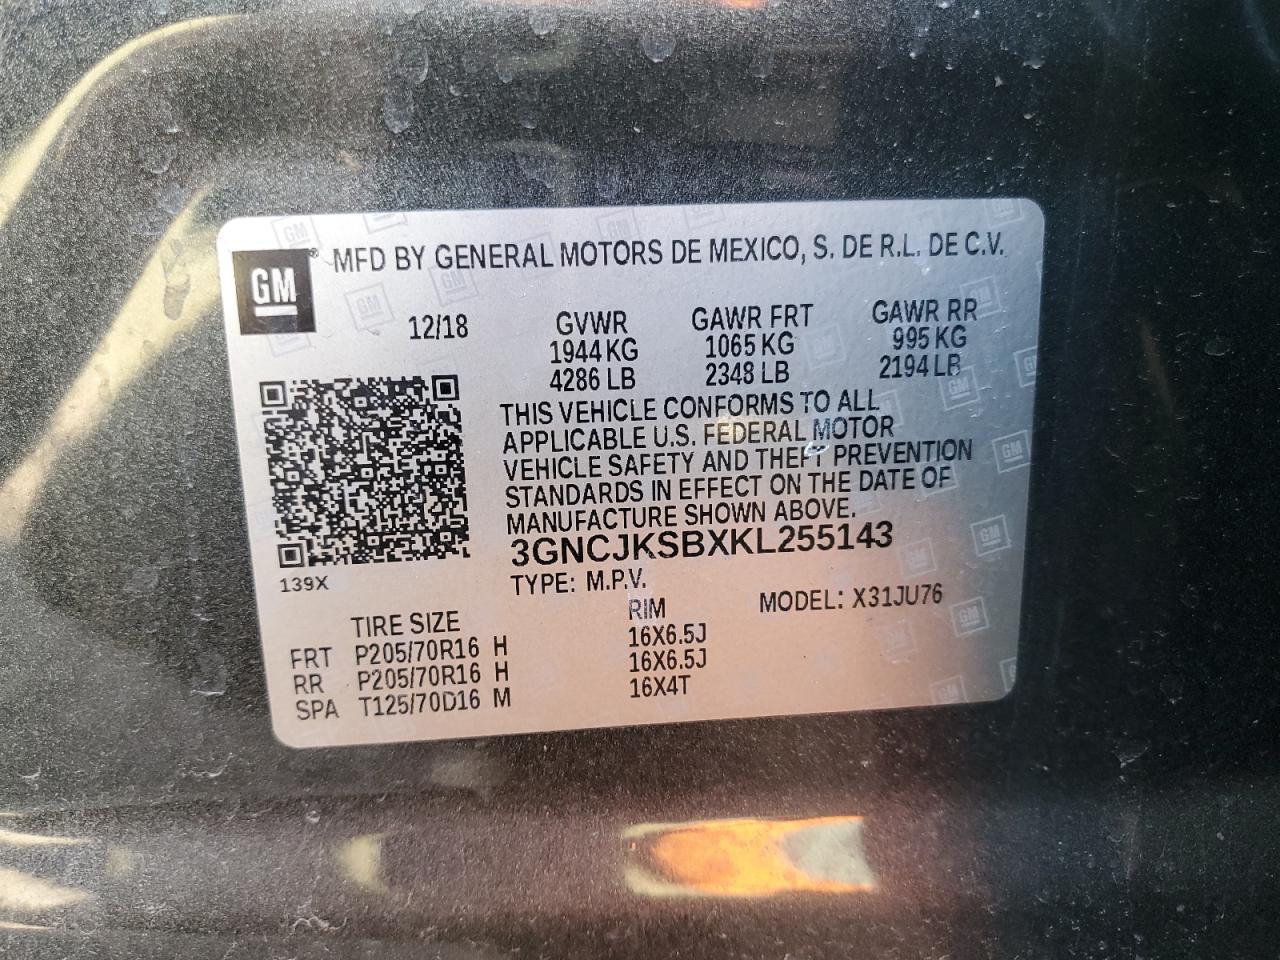 GM
® MFD BY GENERAL MOTORS DE MEXICO, S. DE R.L. DE C.V.
12/18 GVWR GAWR FRT GAWR RR
1944 KG 1065 KG 995 KG
4286 LB 2348 LB 2194 LB
THIS VEHICLE CONFORMS TO ALL
APPLICABLE U.S. FEDERAL MOTOR
VEHICLE SAFETY AND THEFT PREVENTION
STANDARDS IN EFFECT ON THE DATE OF
MANUFACTURE SHOWN ABOVE.
3GNCJKSBXKL255143
139X
TYPE: M.P.V.
MODEL: X31JU76
TIRE SIZE RIM
FRT P205/70R16 H 16X6.5J
RR P205/70R16 H 16X6.5J
SPA T125/70D16 M 16X4T